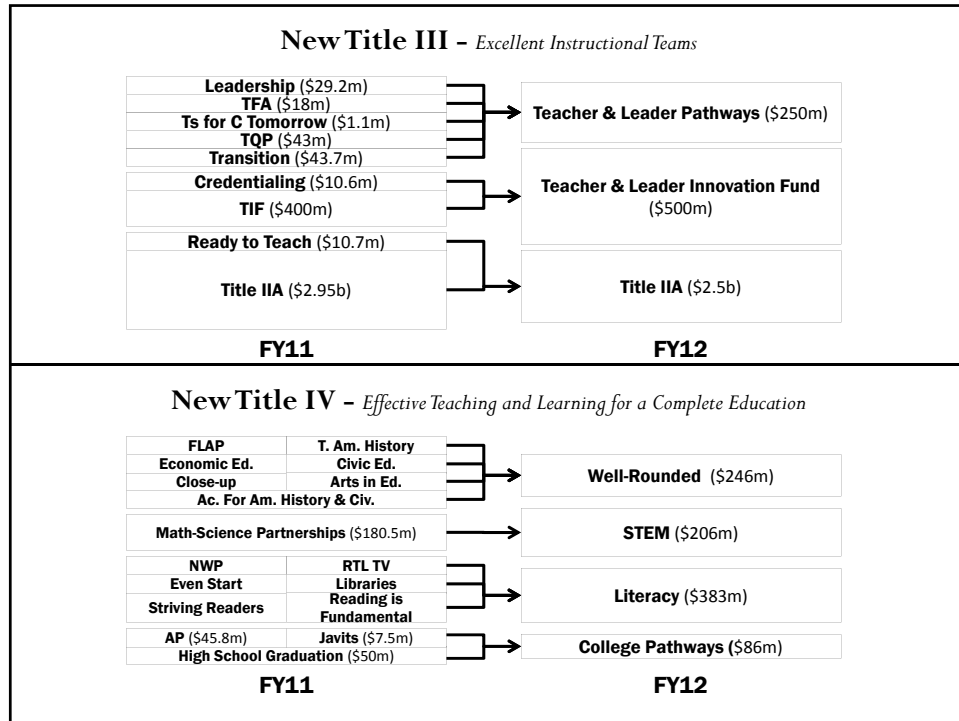 New Title III – Excellent Instructional Teams
Leadership ($29.2m)
TFA ($18m)
Ts for C Tomorrow ($1.1m)
TQP ($43m)
Transition ($43.7m)
Teacher & Leader Pathways ($250m)
Credentialing ($10.6m)
TIF ($400m)
Teacher & Leader Innovation Fund
($500m)
Ready to Teach ($10.7m)
Title IIA ($2.95b)
Title IIA ($2.5b)
FY11
FY12
New Title IV – Effective Teaching and Learning for a Complete Education
FLAP
T. Am. History
Economic Ed.
Civic Ed.
Close-up
Arts in Ed.
Ac. For Am. History & Civ.
Well-Rounded ($246m)
Math-Science Partnerships ($180.5m)
STEM ($206m)
NWP
RTL TV
Even Start
Libraries
Striving Readers
Reading is
Fundamental
Literacy ($383m)
AP ($45.8m)
Javits ($7.5m)
High School Graduation ($50m)
College Pathways ($86m)
FY11
FY12